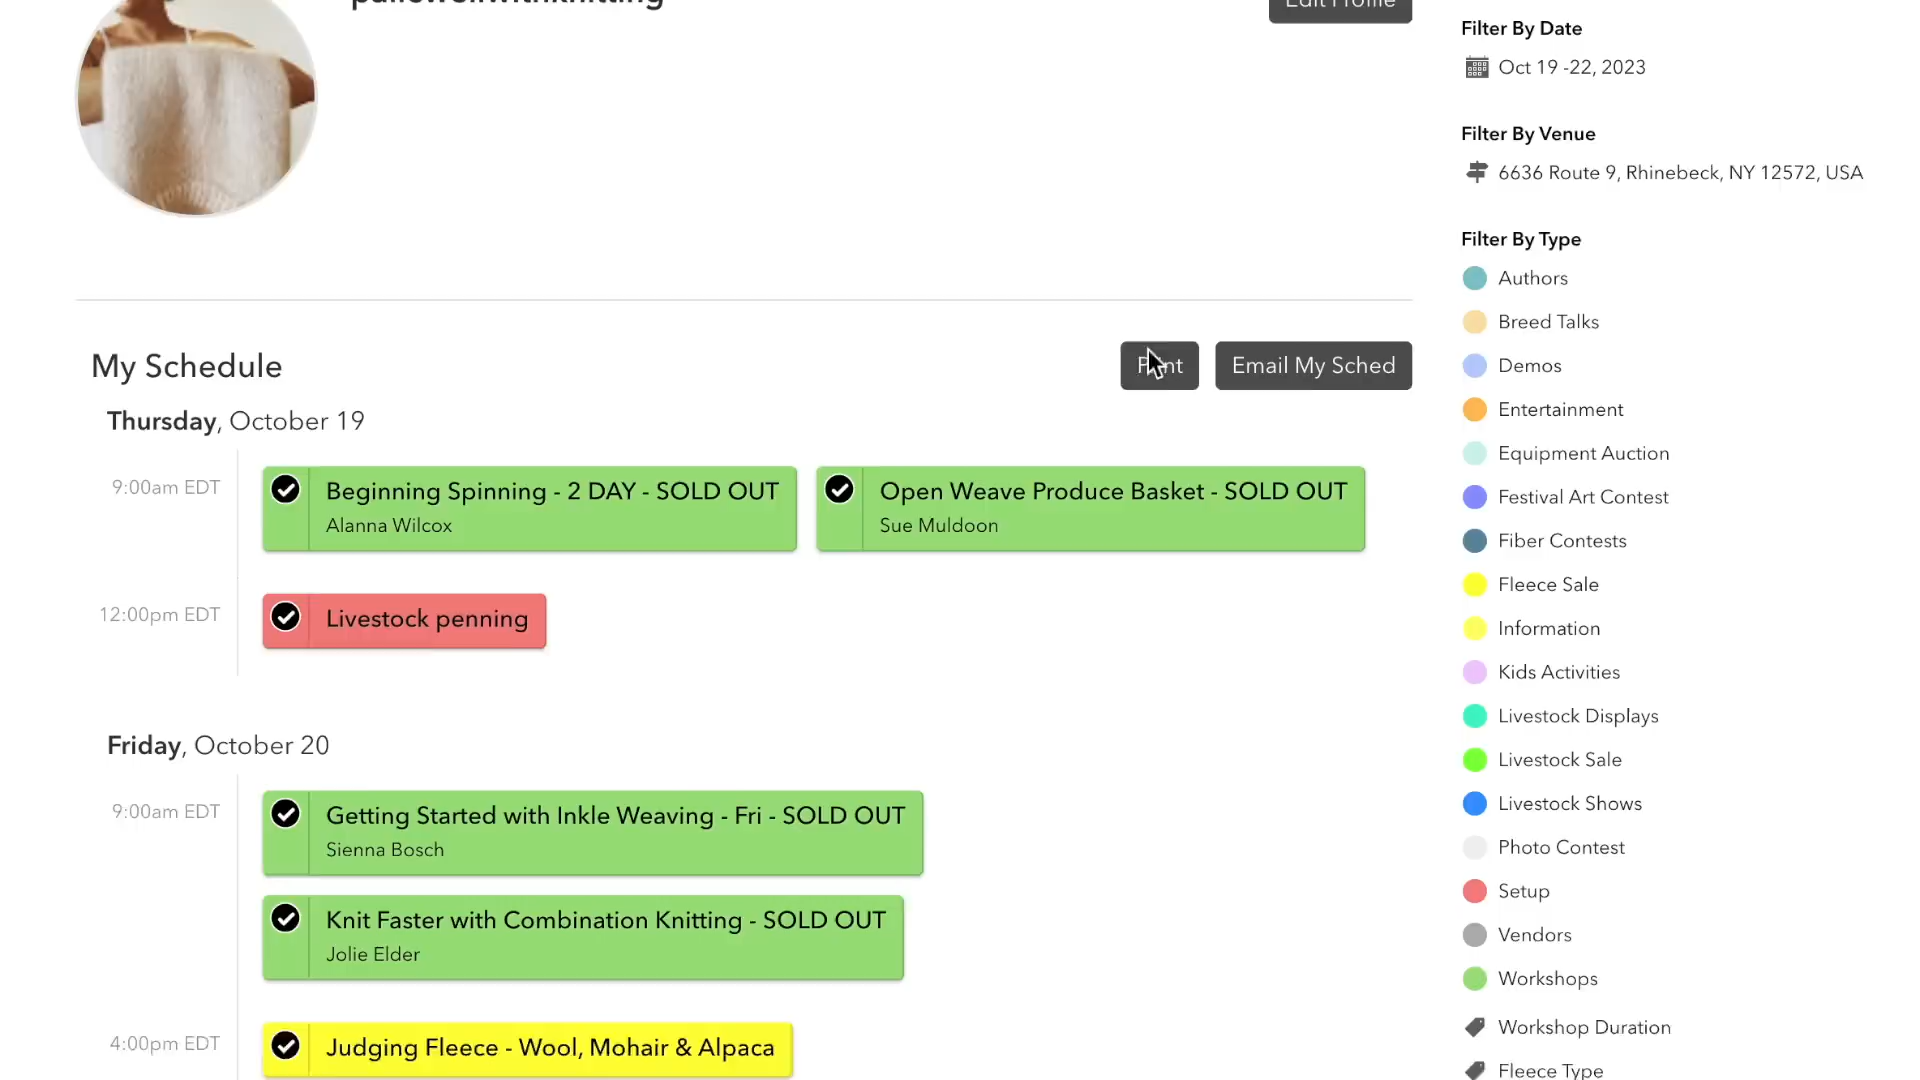 Edit Profile
My Schedule
Print
Email My Sched
Thursday, October 19
9:00am EDT
Beginning Spinning - 2 DAY - SOLD OUT
Alanna Wilcox
Open Weave Produce Basket - SOLD OUT
Sue Muldoon
12:00pm EDT
Livestock penning
Friday, October 20
9:00am EDT
Getting Started with Inkle Weaving - Fri - SOLD OUT
Sienna Bosch
Knit Faster with Combination Knitting - SOLD OUT
Jolie Elder
4:00pm EDT
Judging Fleece - Wool, Mohair & Alpaca
Filter By Date
Oct 19 -22, 2023
Filter By Venue
6636 Route 9, Rhinebeck, NY 12572, USA
Filter By Type
Authors
Breed Talks
Demos
Entertainment
Equipment Auction
Festival Art Contest
Fiber Contests
Fleece Sale
Information
Kids Activities
Livestock Displays
Livestock Sale
Livestock Shows
Photo Contest
Setup
Vendors
Workshops
Workshop Duration
Fleece Type